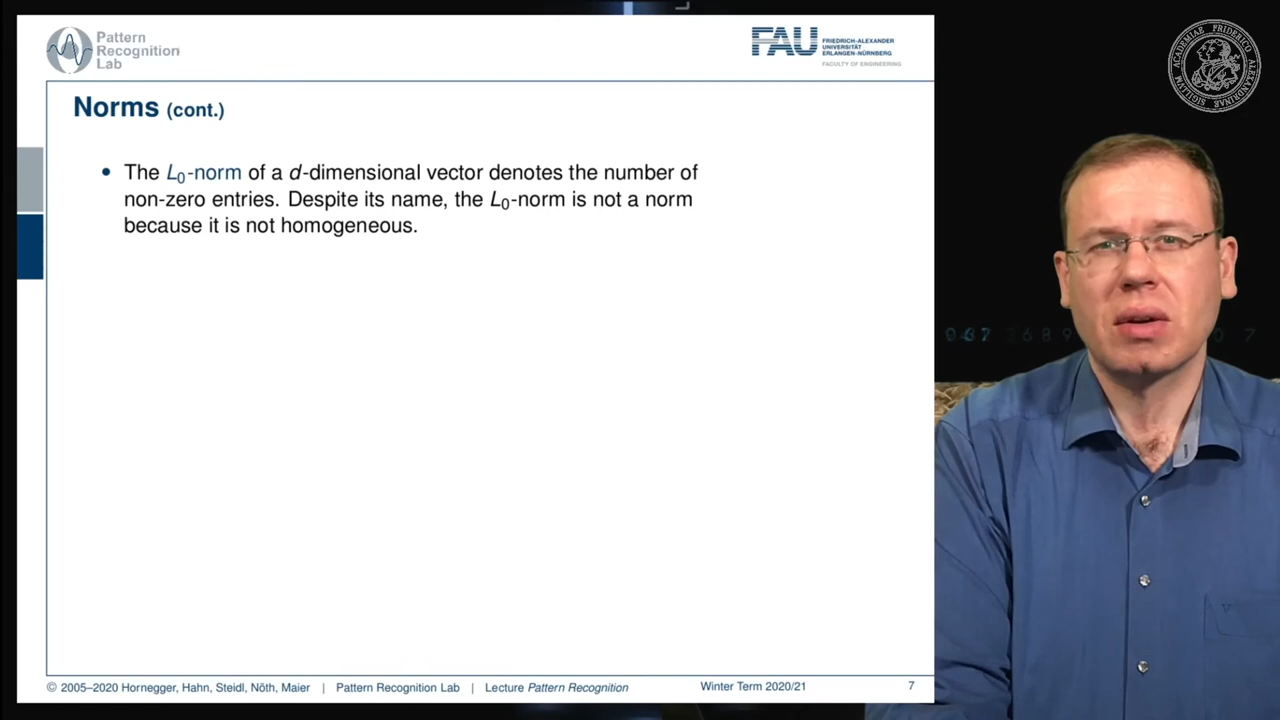 Pattern
Recognition
Lab
FAU
FRIEDRICH-ALEXANDER
UNIVERSITÄT
ERLANGEN-NÜRNBERG
FACULTY OF ENGINEERING
Norms (cont.)
• The L₀-norm of a d-dimensional vector denotes the number of
non-zero entries. Despite its name, the L₀-norm is not a norm
because it is not homogeneous.
© 2005–2020 Hornegger, Hahn, Steidl, Nöth, Maier | Pattern Recognition Lab | Lecture Pattern Recognition Winter Term 2020/21 7